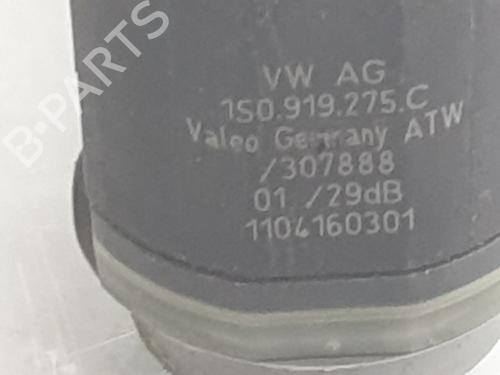 B-PARTS
VW AG
1S0.919.275.C
Valeo Germany ATW
/307888
01 /29dB
1104160301